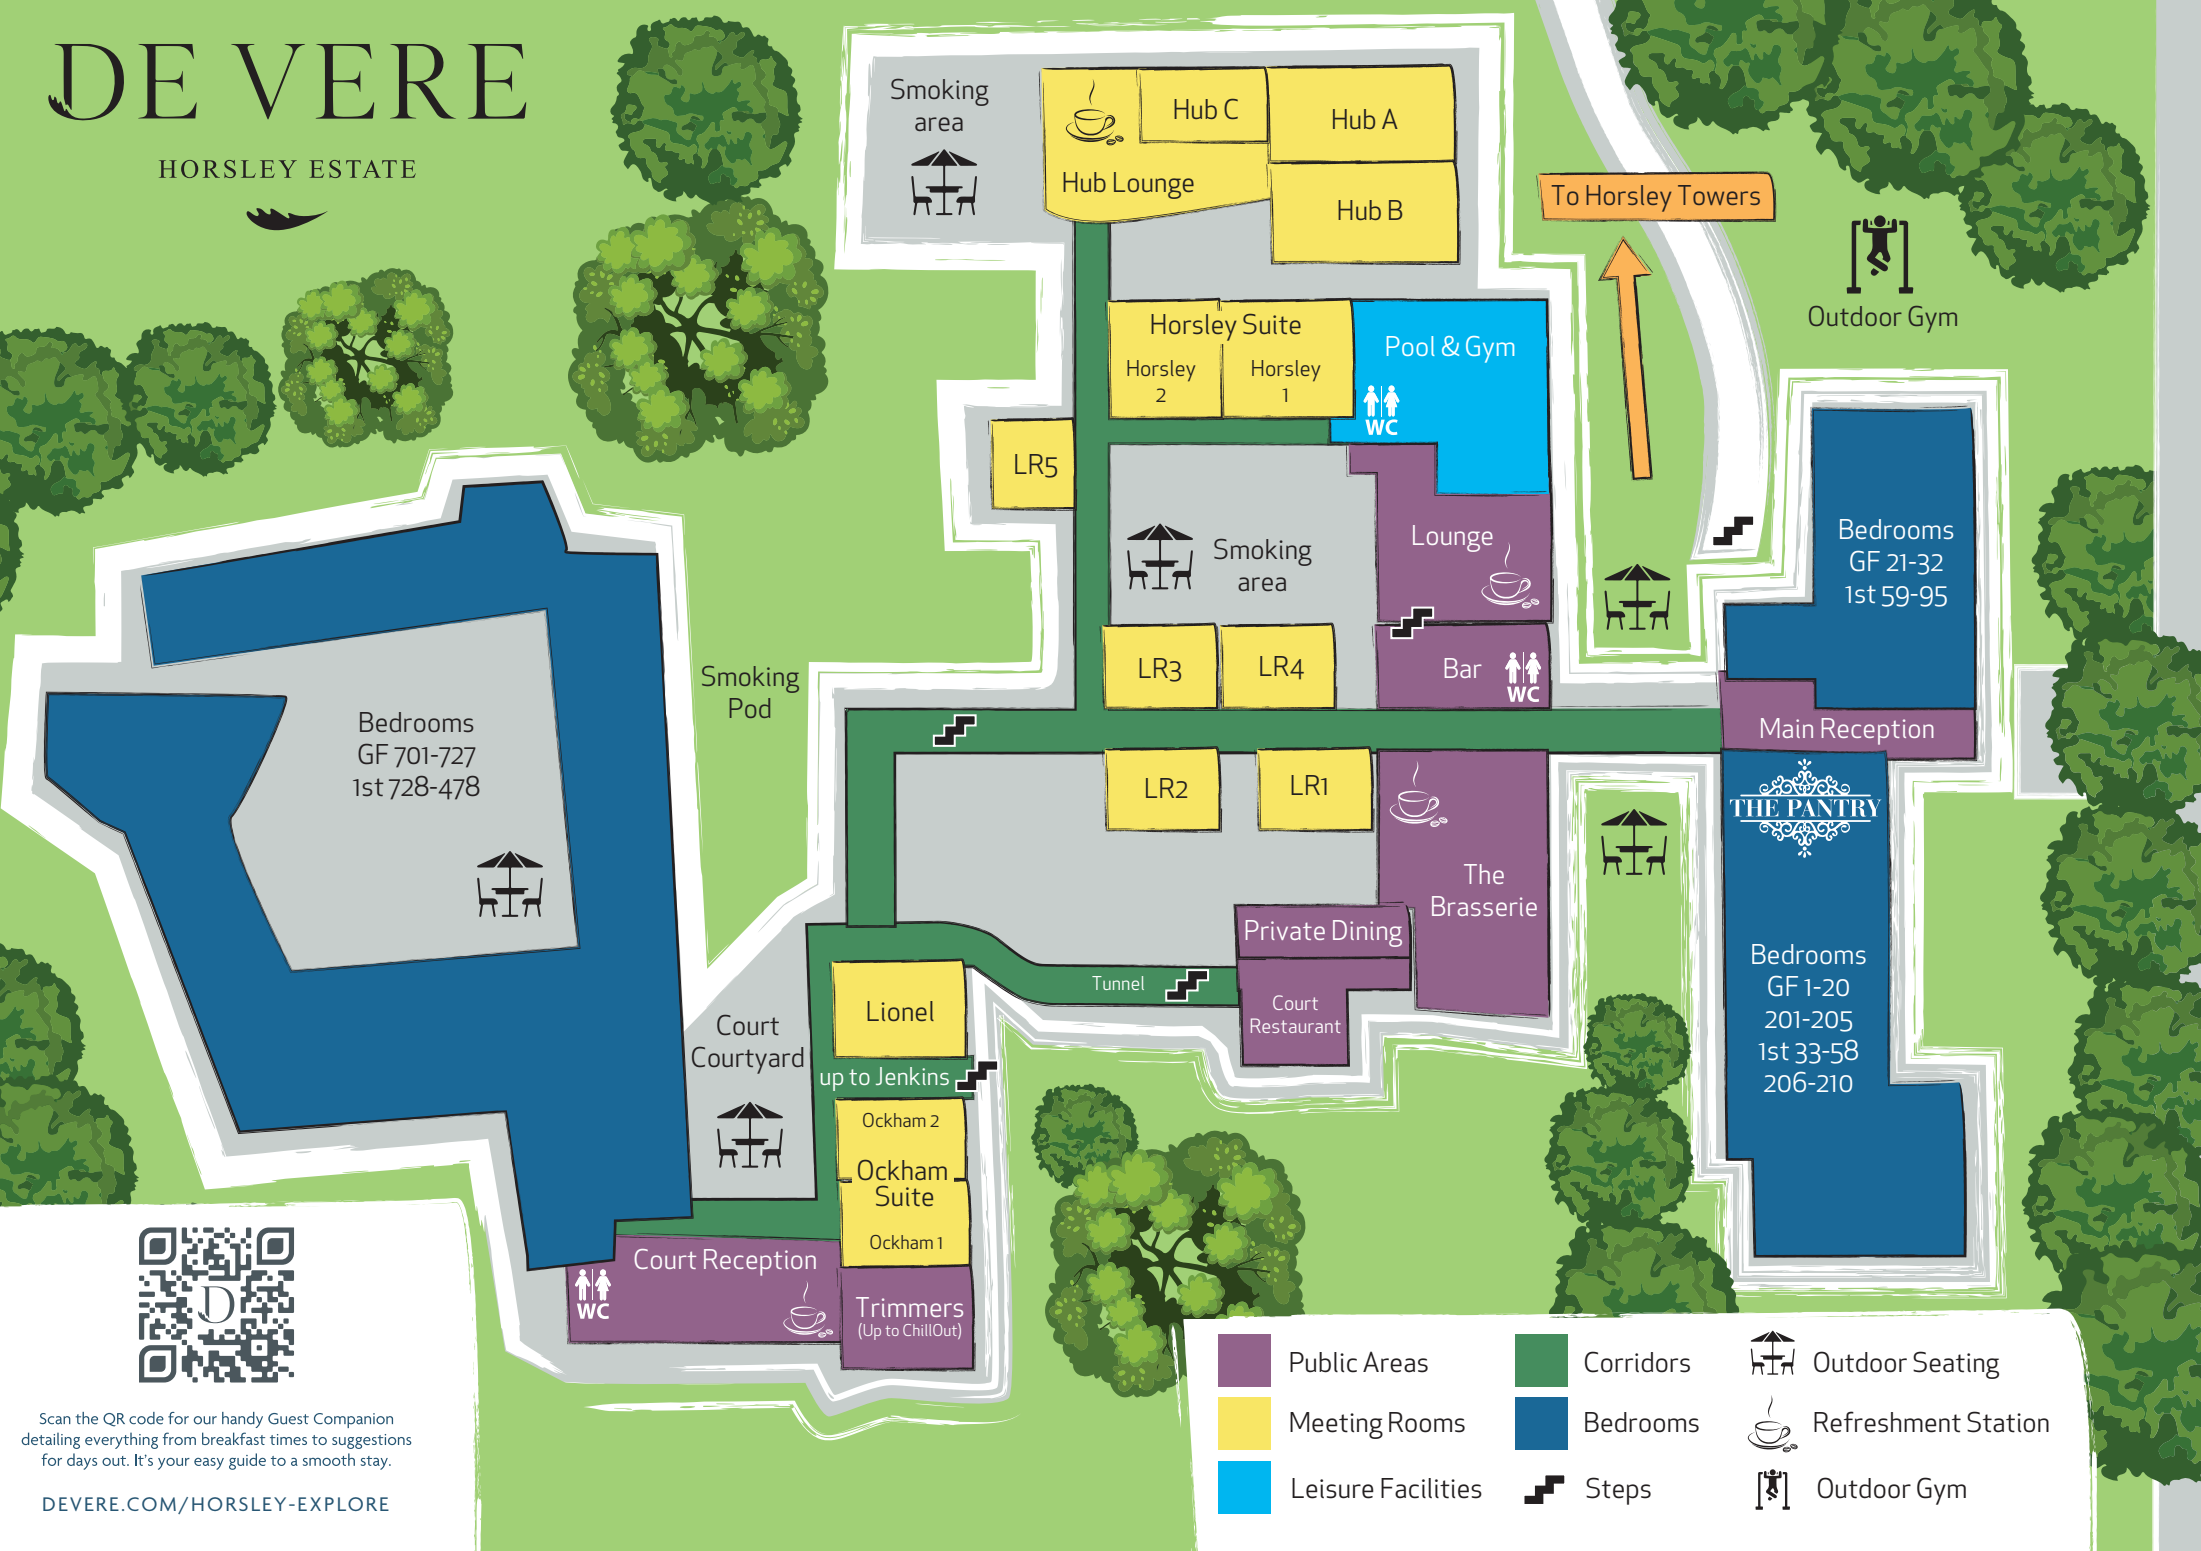 DE VERE
HORSLEY ESTATE
Smoking
area
Hub C
Hub A
Hub Lounge
Hub B
To Horsley Towers
Outdoor Gym
Horsley Suite
Horsley
2
Horsley
1
Pool & Gym
WC
LR5
Lounge
Smoking
area
Bedrooms
GF 21-32
1st 59-95
LR3
LR4
Bar
WC
Smoking
Pod
Main Reception
Bedrooms
GF 701-727
1st 728-478
LR2
LR1
THE PANTRY
The
Brasserie
Private Dining
Tunnel
Court
Restaurant
Bedrooms
GF 1-20
201-205
1st 33-58
206-210
Lionel
Court
Courtyard
up to Jenkins
Ockham 2
Ockham
Suite
Ockham 1
Court Reception
WC
Trimmers
(Up to ChillOut)
D
Scan the QR code for our handy Guest Companion
detailing everything from breakfast times to suggestions
for days out. It's your easy guide to a smooth stay.
DEVERE.COM/HORSLEY-EXPLORE
Public Areas
Corridors
Outdoor Seating
Meeting Rooms
Bedrooms
Refreshment Station
Leisure Facilities
Steps
Outdoor Gym